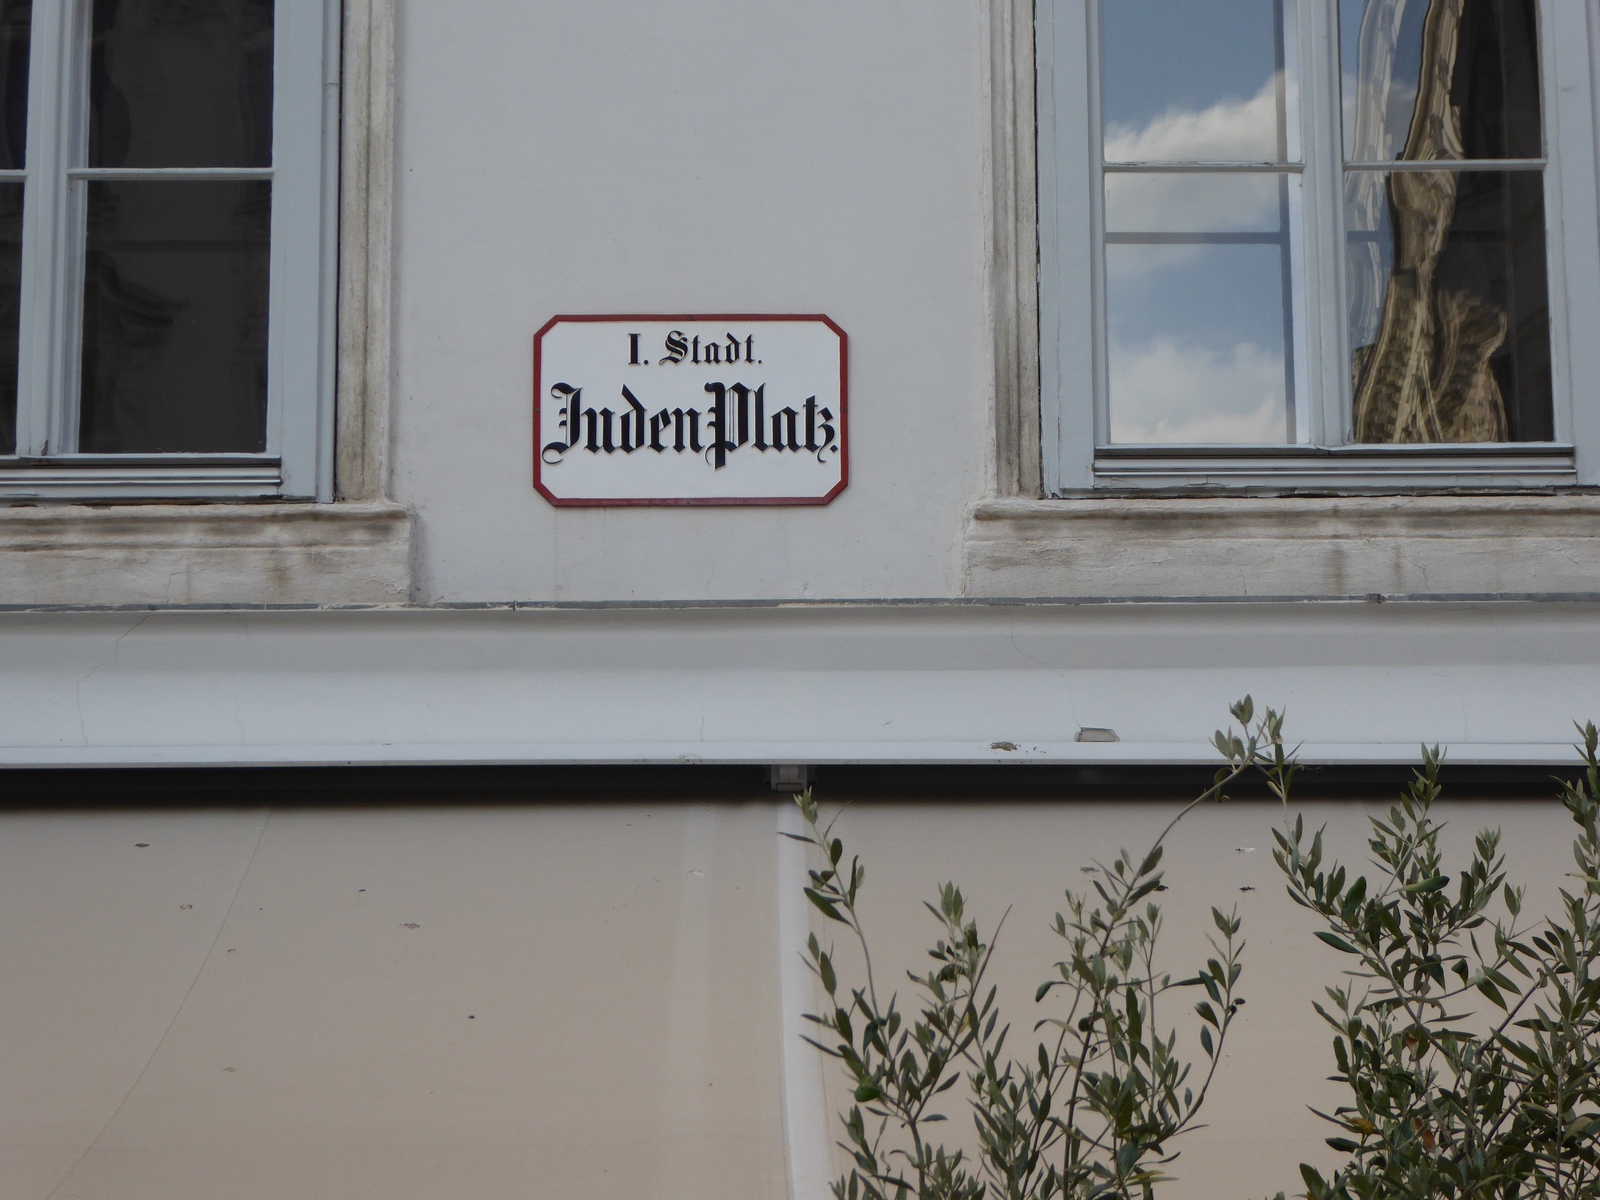 I. Stadt.
Juden Platz.